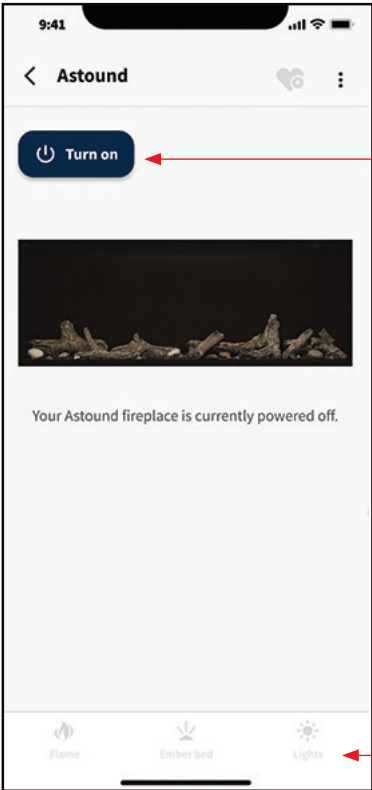 9:41
Astound
Turn on
Your Astound fireplace is currently powered off.
Flame
Ember bed
Lights